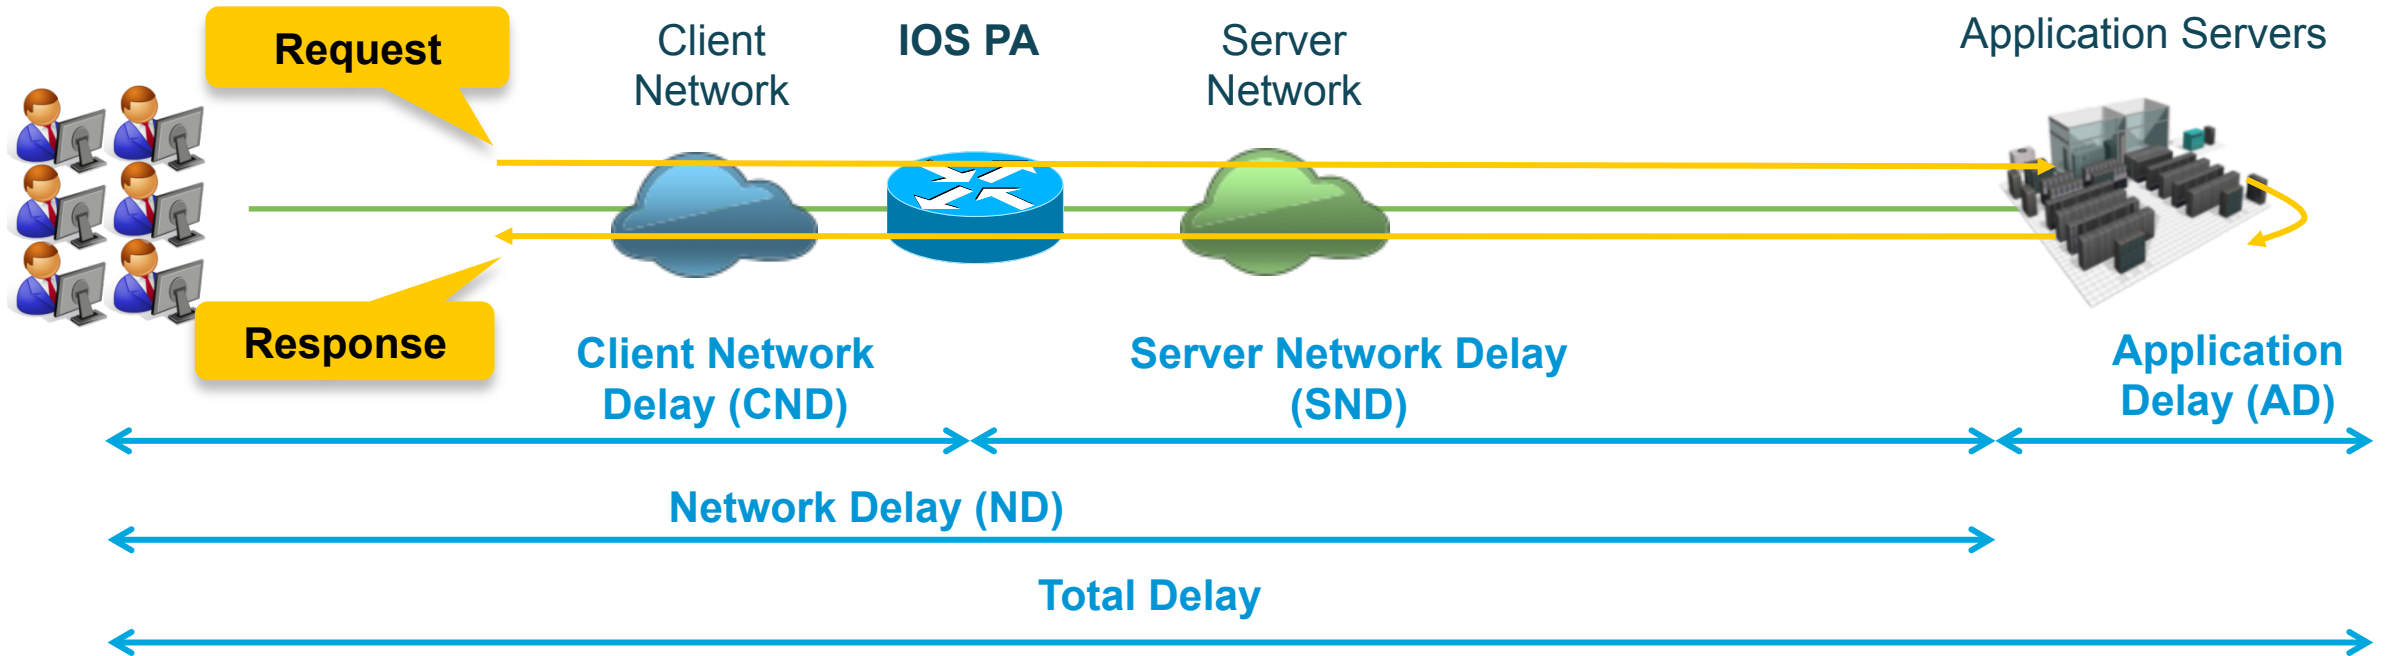 Request
Client
Network
IOS PA
Server
Network
Application Servers
Response
Client Network
Delay (CND)
Server Network Delay
(SND)
Application
Delay (AD)
Network Delay (ND)
Total Delay